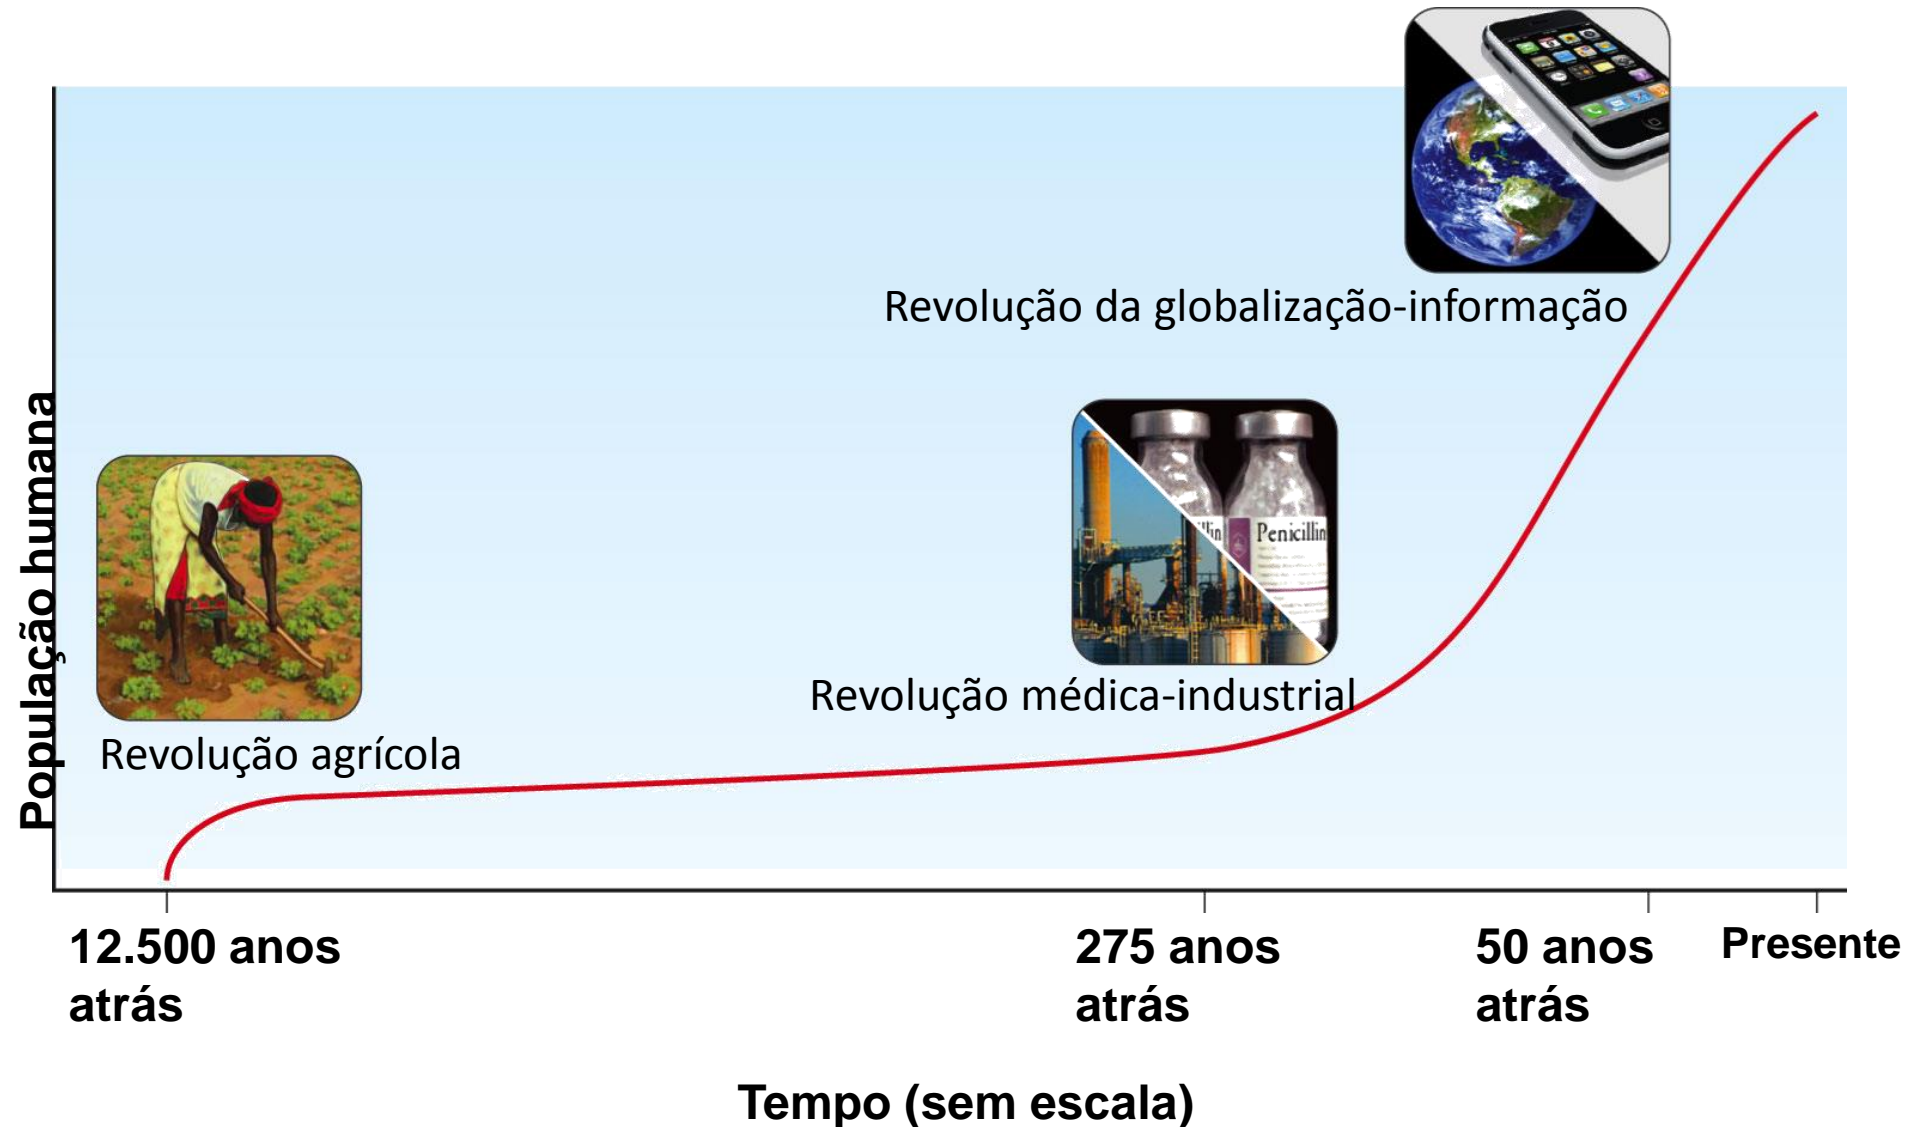 Revolução da globalização-informação
Penicillin
llin
Revolução médica-industrial
Revolução agrícola
População humana
12.500 anos
atrás
275 anos
atrás
50 anos
atrás
Presente
Tempo (sem escala)